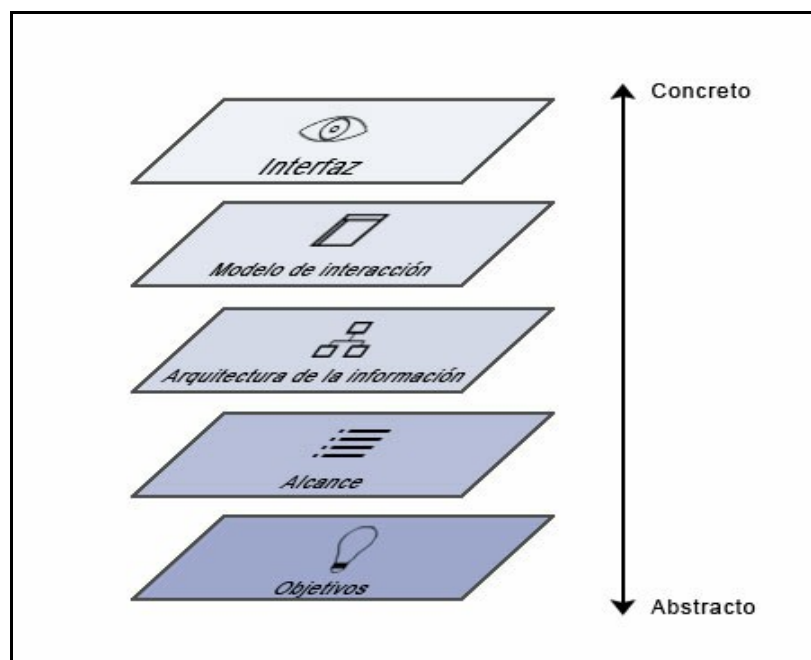 Concreto
Interfaz
Modelo de interacción
Arquitectura de la información
Alcance
Objetivos
Abstracto